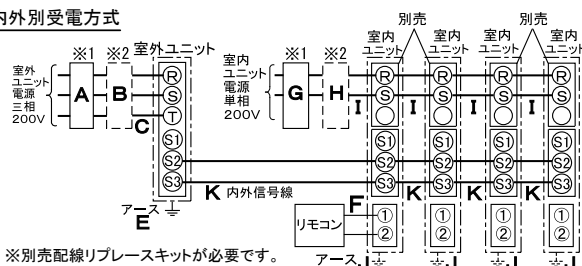 内外別受電方式
※1 ※2 室外ユニット
室外
ユニット
電源
三相
200V
A B C
R
S
T
S1
S2
S3
アース
E
K 内外信号線
室内
ユニット
電源
単相
200V
※1 ※2
G H
別売 別売
室内
ユニット
室内
ユニット
室内
ユニット
室内
ユニット
R R R R
I S I S I S I S
S1 S1 S1 S1
S2 S2 S2 S2
S3 S3 S3 S3
K K K
F
リモコン
① ① ① ①
② ② ② ②
アース J J J J
※別売配線リプレースキットが必要です。